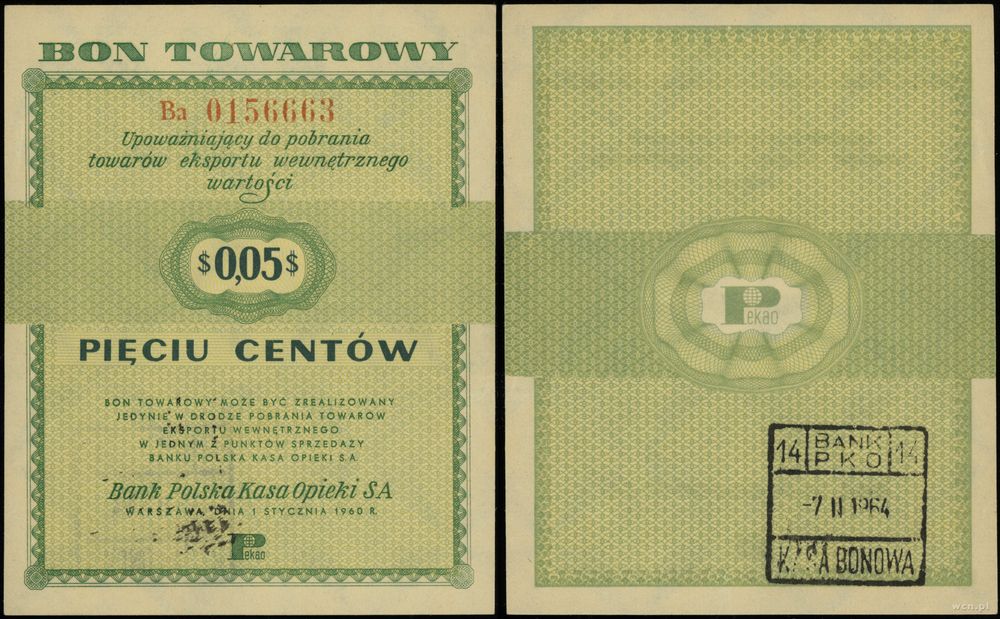 BON TOWAROWY
Ba 0156663
Upoważniający do pobrania
towarów eksportu wewnętrznego
wartości
$0,05$
PIĘCIU CENTÓW
BON TOWAROWY MOŻE BYĆ ZREALIZOWANY
JEDYNIE W DRODZE POBRANIA TOWARÓW
EKSPORTU WEWNĘTRZNEGO
W JEDNYM Z PUNKTÓW SPRZEDAŻY
BANKU POLSKA KASA OPIEKI S.A.
Bank Polska Kasa Opieki SA
WARSZAWA, DNIA 1 STYCZNIA 1960 R.
Pekao
Pekao
14 BANK 14
PKO
-7 II 1964
KASA BONOWA
wcn.pl